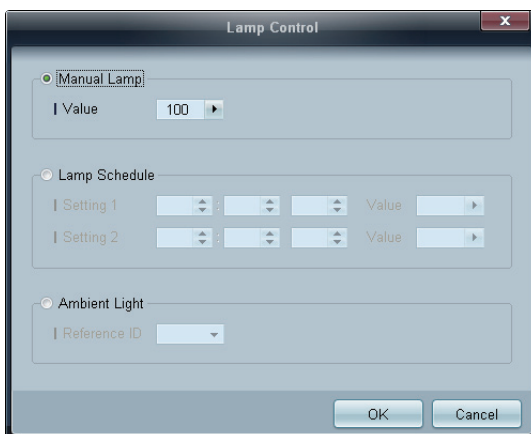 Lamp Control
Manual Lamp
Value 100
Lamp Schedule
Setting 1 : Value
Setting 2 : Value
Ambient Light
Reference ID
OK Cancel